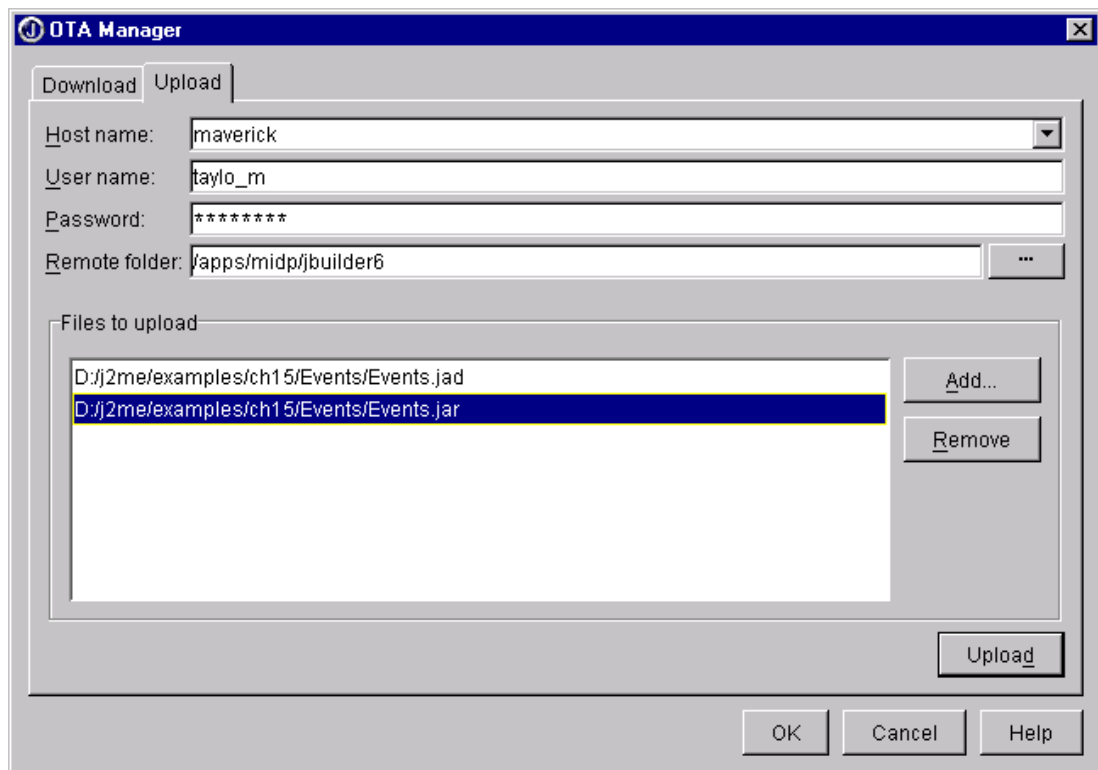 OTA Manager
Download Upload
Host name: maverick
User name: taylo_m
Password: ********
Remote folder: /apps/midp/jbuilder6 ...
Files to upload
D:/j2me/examples/ch15/Events/Events.jad
D:/j2me/examples/ch15/Events/Events.jar
Add...
Remove
Upload
OK Cancel Help